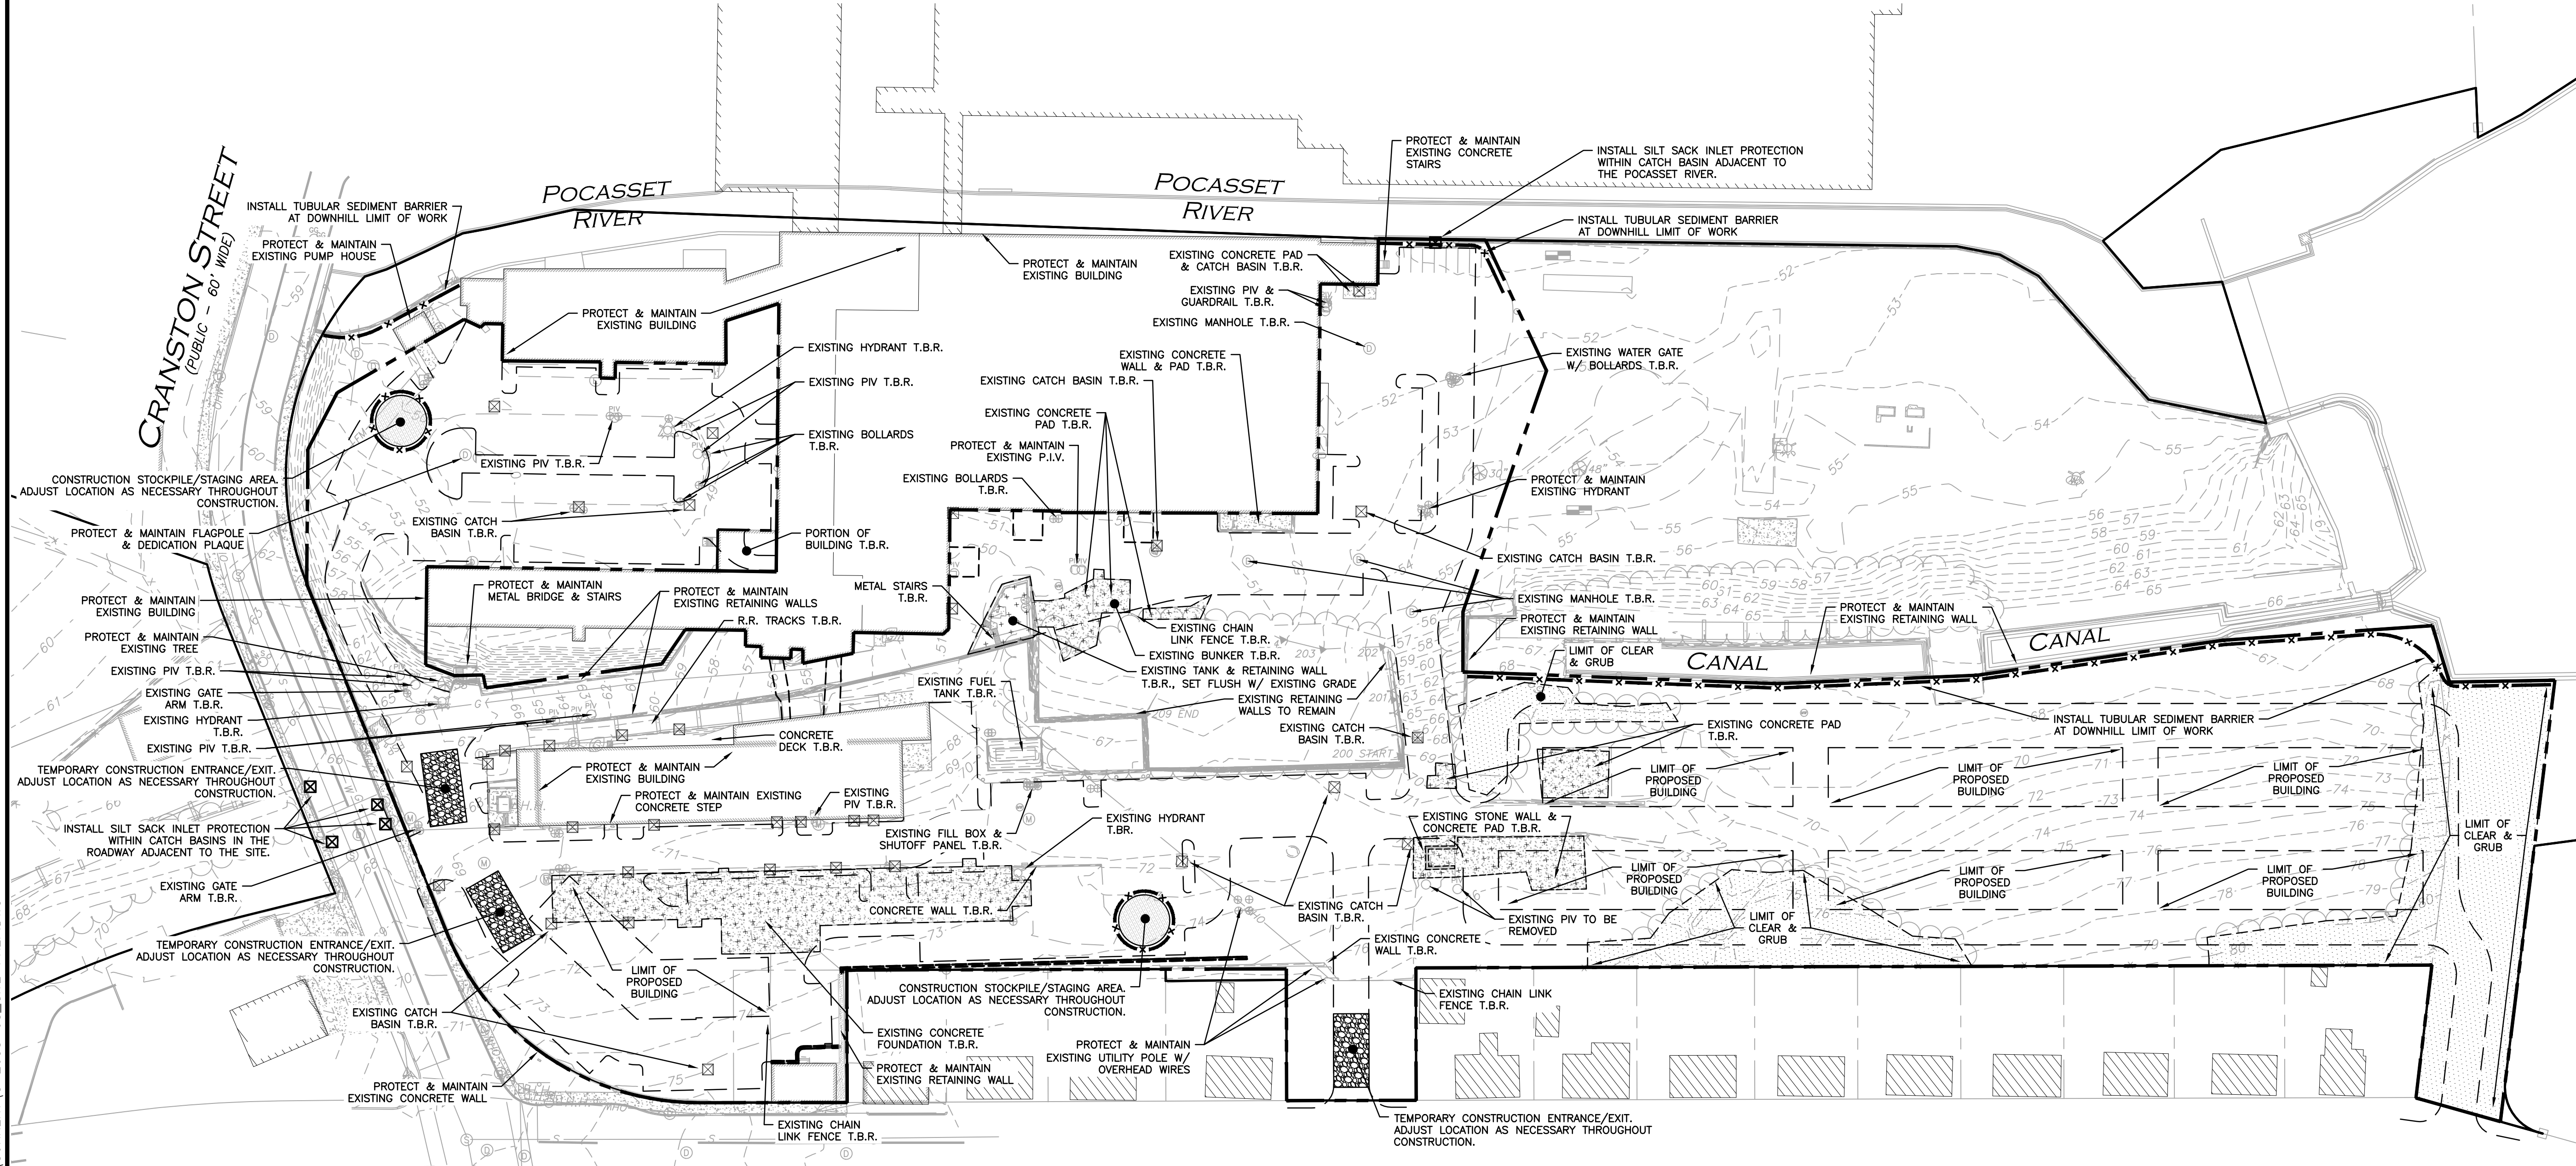 CRANSTON STREET
(PUBLIC - 60' WIDE)
POCASSET
RIVER
POCASSET
RIVER
PROTECT & MAINTAIN
EXISTING CONCRETE
STAIRS
INSTALL SILT SACK INLET PROTECTION
WITHIN CATCH BASIN ADJACENT TO
THE POCASSET RIVER.
INSTALL TUBULAR SEDIMENT BARRIER
AT DOWNHILL LIMIT OF WORK
PROTECT & MAINTAIN
EXISTING PUMP HOUSE
INSTALL TUBULAR SEDIMENT BARRIER
AT DOWNHILL LIMIT OF WORK
PROTECT & MAINTAIN
EXISTING BUILDING
EXISTING CONCRETE PAD
& CATCH BASIN T.B.R.
EXISTING PIV &
GUARDRAIL T.B.R.
PROTECT & MAINTAIN
EXISTING BUILDING
EXISTING MANHOLE T.B.R.
EXISTING HYDRANT T.B.R.
EXISTING CONCRETE
WALL & PAD T.B.R.
EXISTING WATER GATE
W/ BOLLARDS T.B.R.
EXISTING PIV T.B.R.
EXISTING CATCH BASIN T.B.R.
EXISTING CONCRETE
PAD T.B.R.
EXISTING BOLLARDS
T.B.R.
PROTECT & MAINTAIN
EXISTING P.I.V.
EXISTING PIV T.B.R.
EXISTING BOLLARDS
T.B.R.
PROTECT & MAINTAIN
EXISTING HYDRANT
CONSTRUCTION STOCKPILE/STAGING AREA.
ADJUST LOCATION AS NECESSARY THROUGHOUT
CONSTRUCTION.
EXISTING CATCH
BASIN T.B.R.
PROTECT & MAINTAIN FLAGPOLE
& DEDICATION PLAQUE
PORTION OF
BUILDING T.B.R.
EXISTING CATCH BASIN T.B.R.
PROTECT & MAINTAIN
METAL BRIDGE & STAIRS
PROTECT & MAINTAIN
EXISTING RETAINING WALLS
METAL STAIRS
T.B.R.
EXISTING MANHOLE T.B.R.
PROTECT & MAINTAIN
EXISTING BUILDING
R.R. TRACKS T.B.R.
EXISTING CHAIN
LINK FENCE T.B.R.
PROTECT & MAINTAIN
EXISTING RETAINING WALL
PROTECT & MAINTAIN
EXISTING RETAINING WALL
PROTECT & MAINTAIN
EXISTING TREE
EXISTING BUNKER T.B.R.
LIMIT OF CLEAR
& GRUB
CANAL
CANAL
EXISTING PIV T.B.R.
EXISTING TANK & RETAINING WALL
T.B.R., SET FLUSH W/ EXISTING GRADE
EXISTING GATE
ARM T.B.R.
EXISTING FUEL
TANK T.B.R.
EXISTING RETAINING
WALLS TO REMAIN
209 END
203
202
201
200 START
EXISTING HYDRANT
T.B.R.
EXISTING CATCH
BASIN T.B.R.
EXISTING CONCRETE PAD
T.B.R.
INSTALL TUBULAR SEDIMENT BARRIER
AT DOWNHILL LIMIT OF WORK
EXISTING PIV T.B.R.
CONCRETE
DECK T.B.R.
TEMPORARY CONSTRUCTION ENTRANCE/EXIT.
ADJUST LOCATION AS NECESSARY THROUGHOUT
CONSTRUCTION.
PROTECT & MAINTAIN
EXISTING BUILDING
LIMIT OF
PROPOSED
BUILDING
LIMIT OF
PROPOSED
BUILDING
LIMIT OF
PROPOSED
BUILDING
PROTECT & MAINTAIN EXISTING
CONCRETE STEP
EXISTING
PIV T.B.R.
INSTALL SILT SACK INLET PROTECTION
WITHIN CATCH BASINS IN THE
ROADWAY ADJACENT TO THE SITE.
EXISTING FILL BOX &
SHUTOFF PANEL T.B.R.
EXISTING HYDRANT
T.BR.
EXISTING STONE WALL &
CONCRETE PAD T.B.R.
LIMIT OF
CLEAR &
GRUB
EXISTING GATE
ARM T.B.R.
CONCRETE WALL T.B.R.
EXISTING CATCH
BASIN T.B.R.
EXISTING PIV TO BE
REMOVED
LIMIT OF
PROPOSED
BUILDING
LIMIT OF
PROPOSED
BUILDING
LIMIT OF
PROPOSED
BUILDING
LIMIT OF
CLEAR &
GRUB
TEMPORARY CONSTRUCTION ENTRANCE/EXIT.
ADJUST LOCATION AS NECESSARY THROUGHOUT
CONSTRUCTION.
EXISTING CONCRETE
WALL T.B.R.
LIMIT OF
PROPOSED
BUILDING
CONSTRUCTION STOCKPILE/STAGING AREA.
ADJUST LOCATION AS NECESSARY THROUGHOUT
CONSTRUCTION.
EXISTING CHAIN LINK
FENCE T.B.R.
EXISTING CATCH
BASIN T.B.R.
EXISTING CONCRETE
FOUNDATION T.B.R.
PROTECT & MAINTAIN
EXISTING UTILITY POLE W/
OVERHEAD WIRES
PROTECT & MAINTAIN
EXISTING RETAINING WALL
PROTECT & MAINTAIN
EXISTING CONCRETE WALL
EXISTING CHAIN
LINK FENCE T.B.R.
TEMPORARY CONSTRUCTION ENTRANCE/EXIT.
ADJUST LOCATION AS NECESSARY THROUGHOUT
CONSTRUCTION.